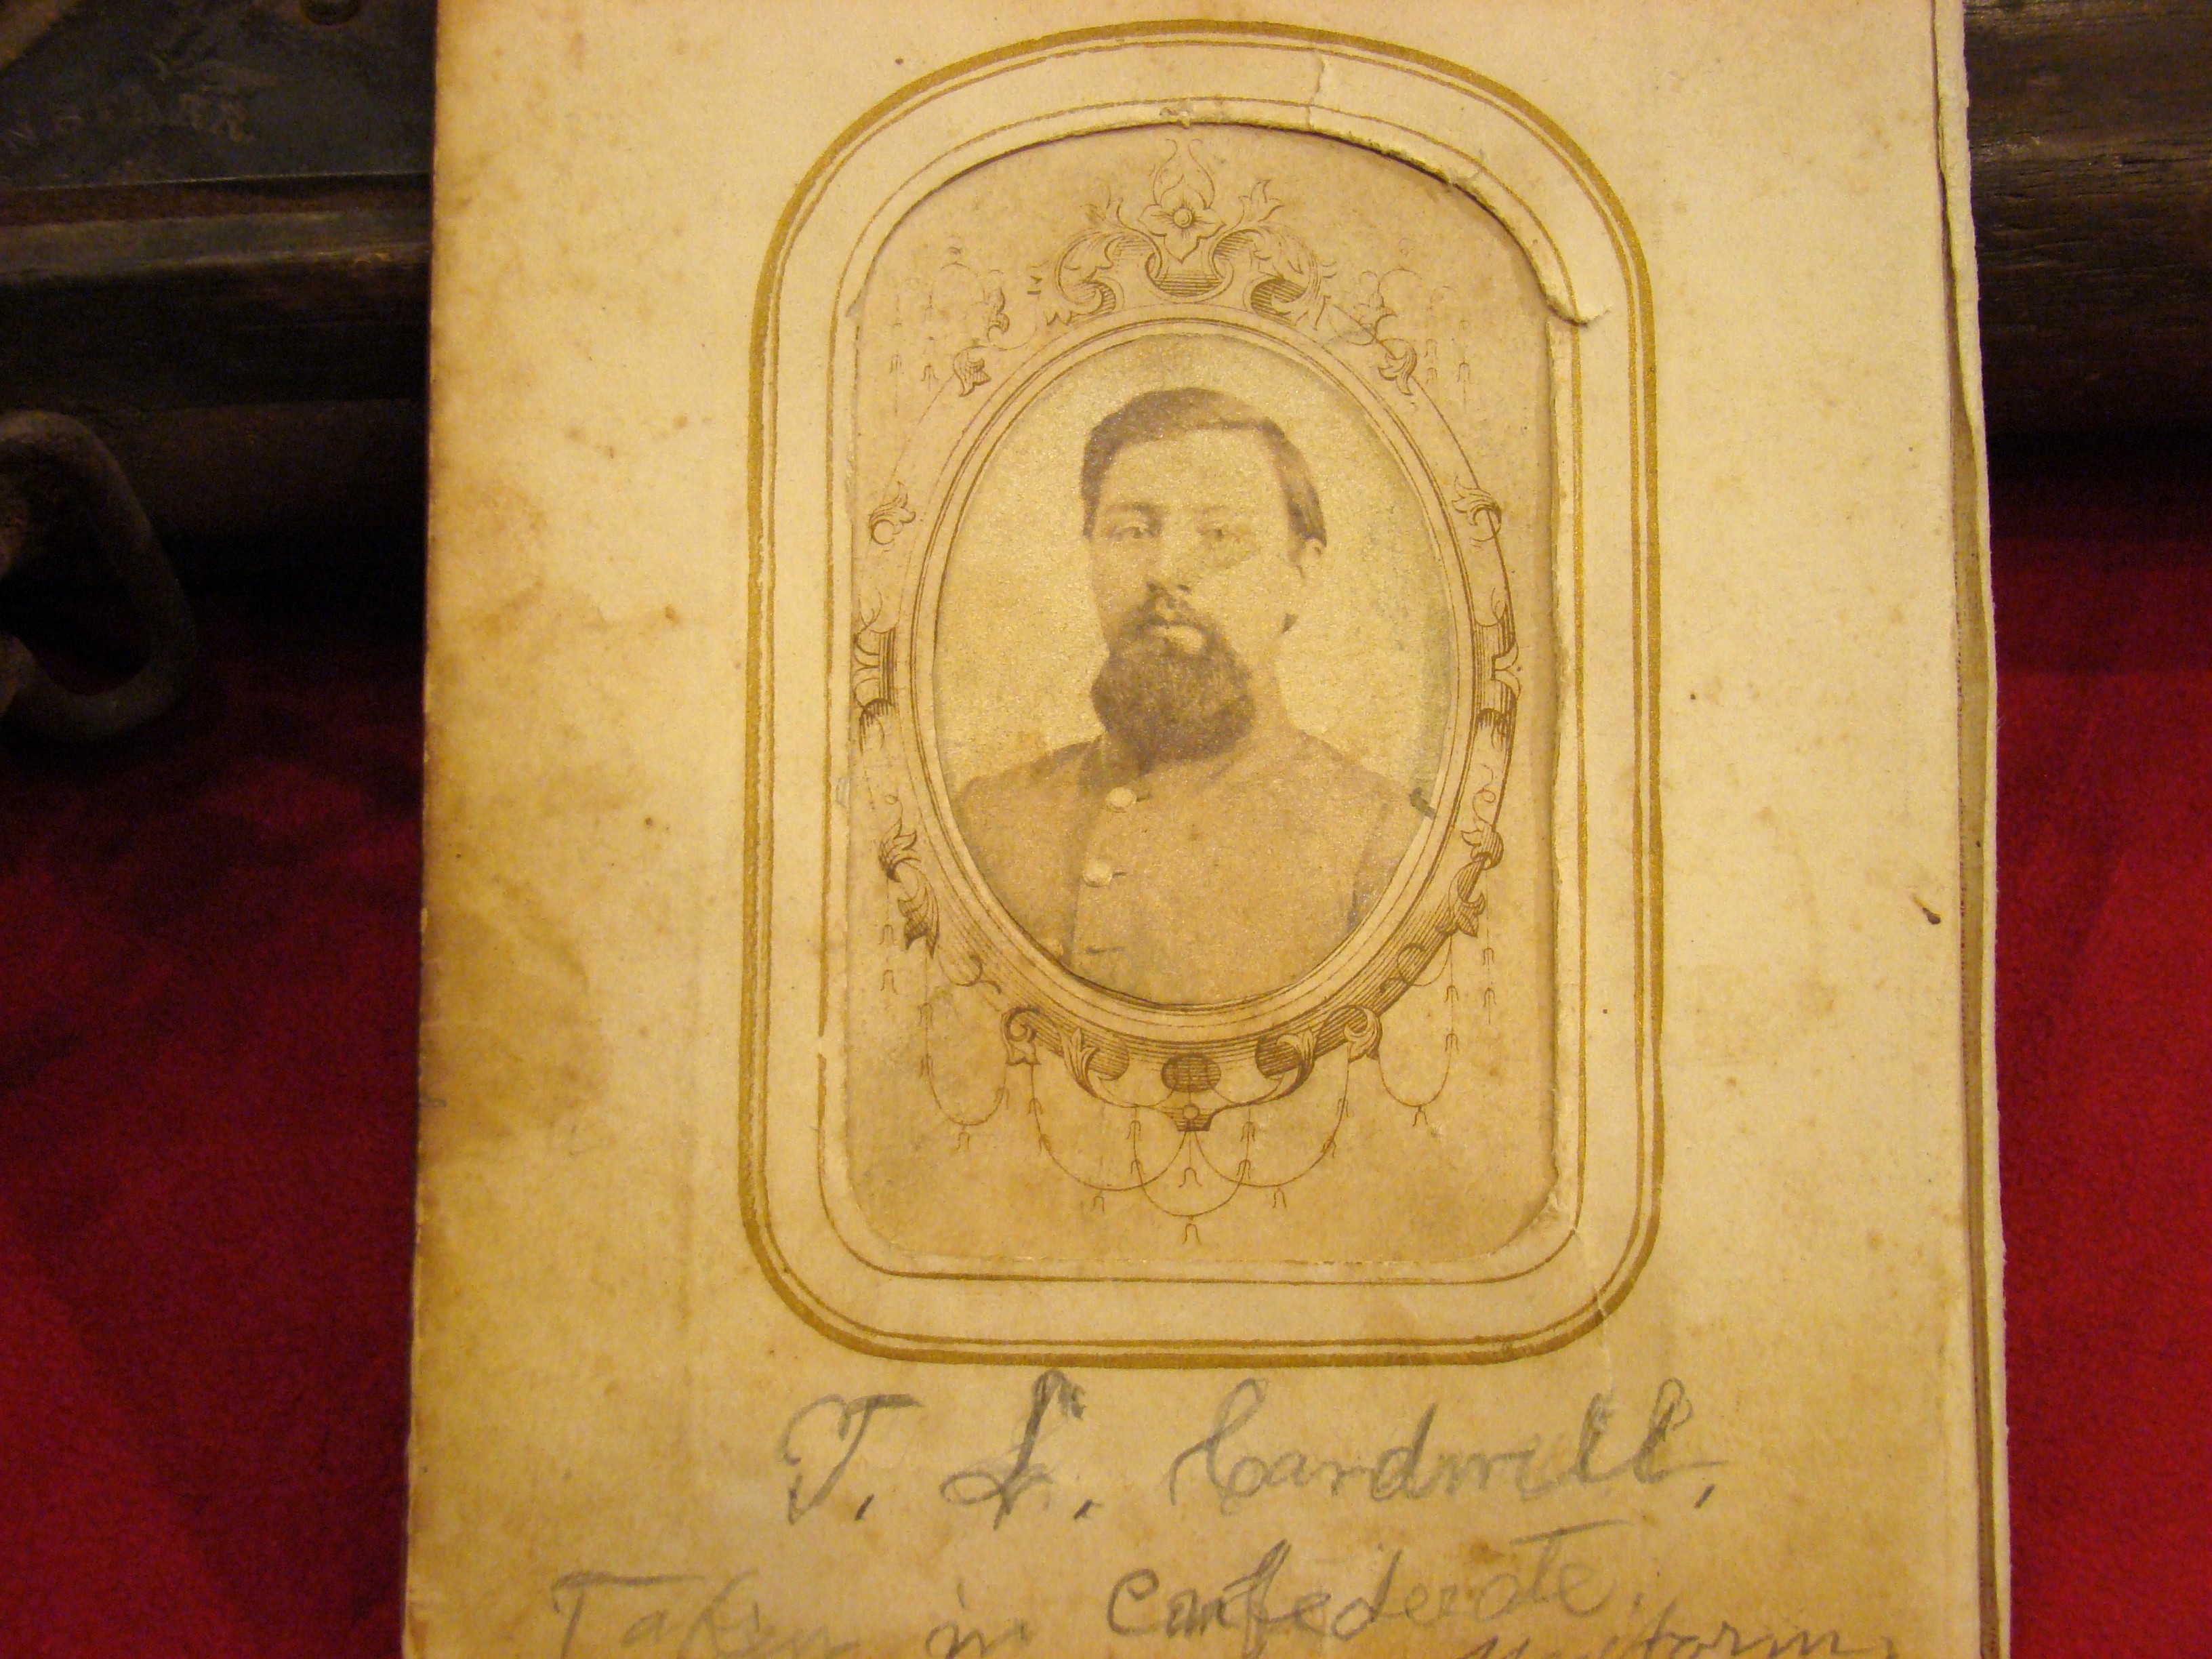 T. L. Cardwell,
Taken in Confederate
Uniform,